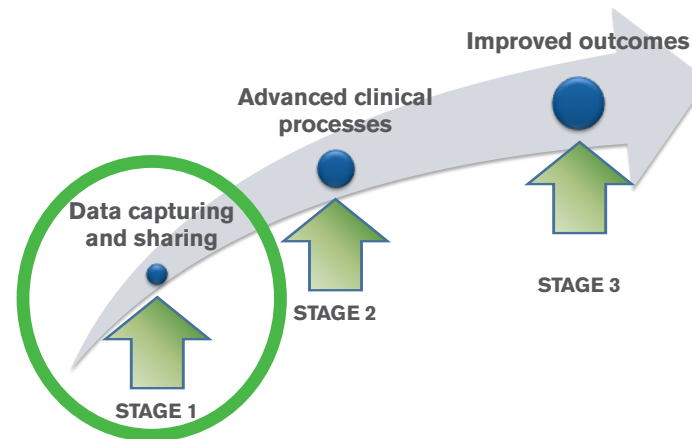 Improved outcomes
Advanced clinical
processes
Data capturing
and sharing
STAGE 3
STAGE 2
STAGE 1